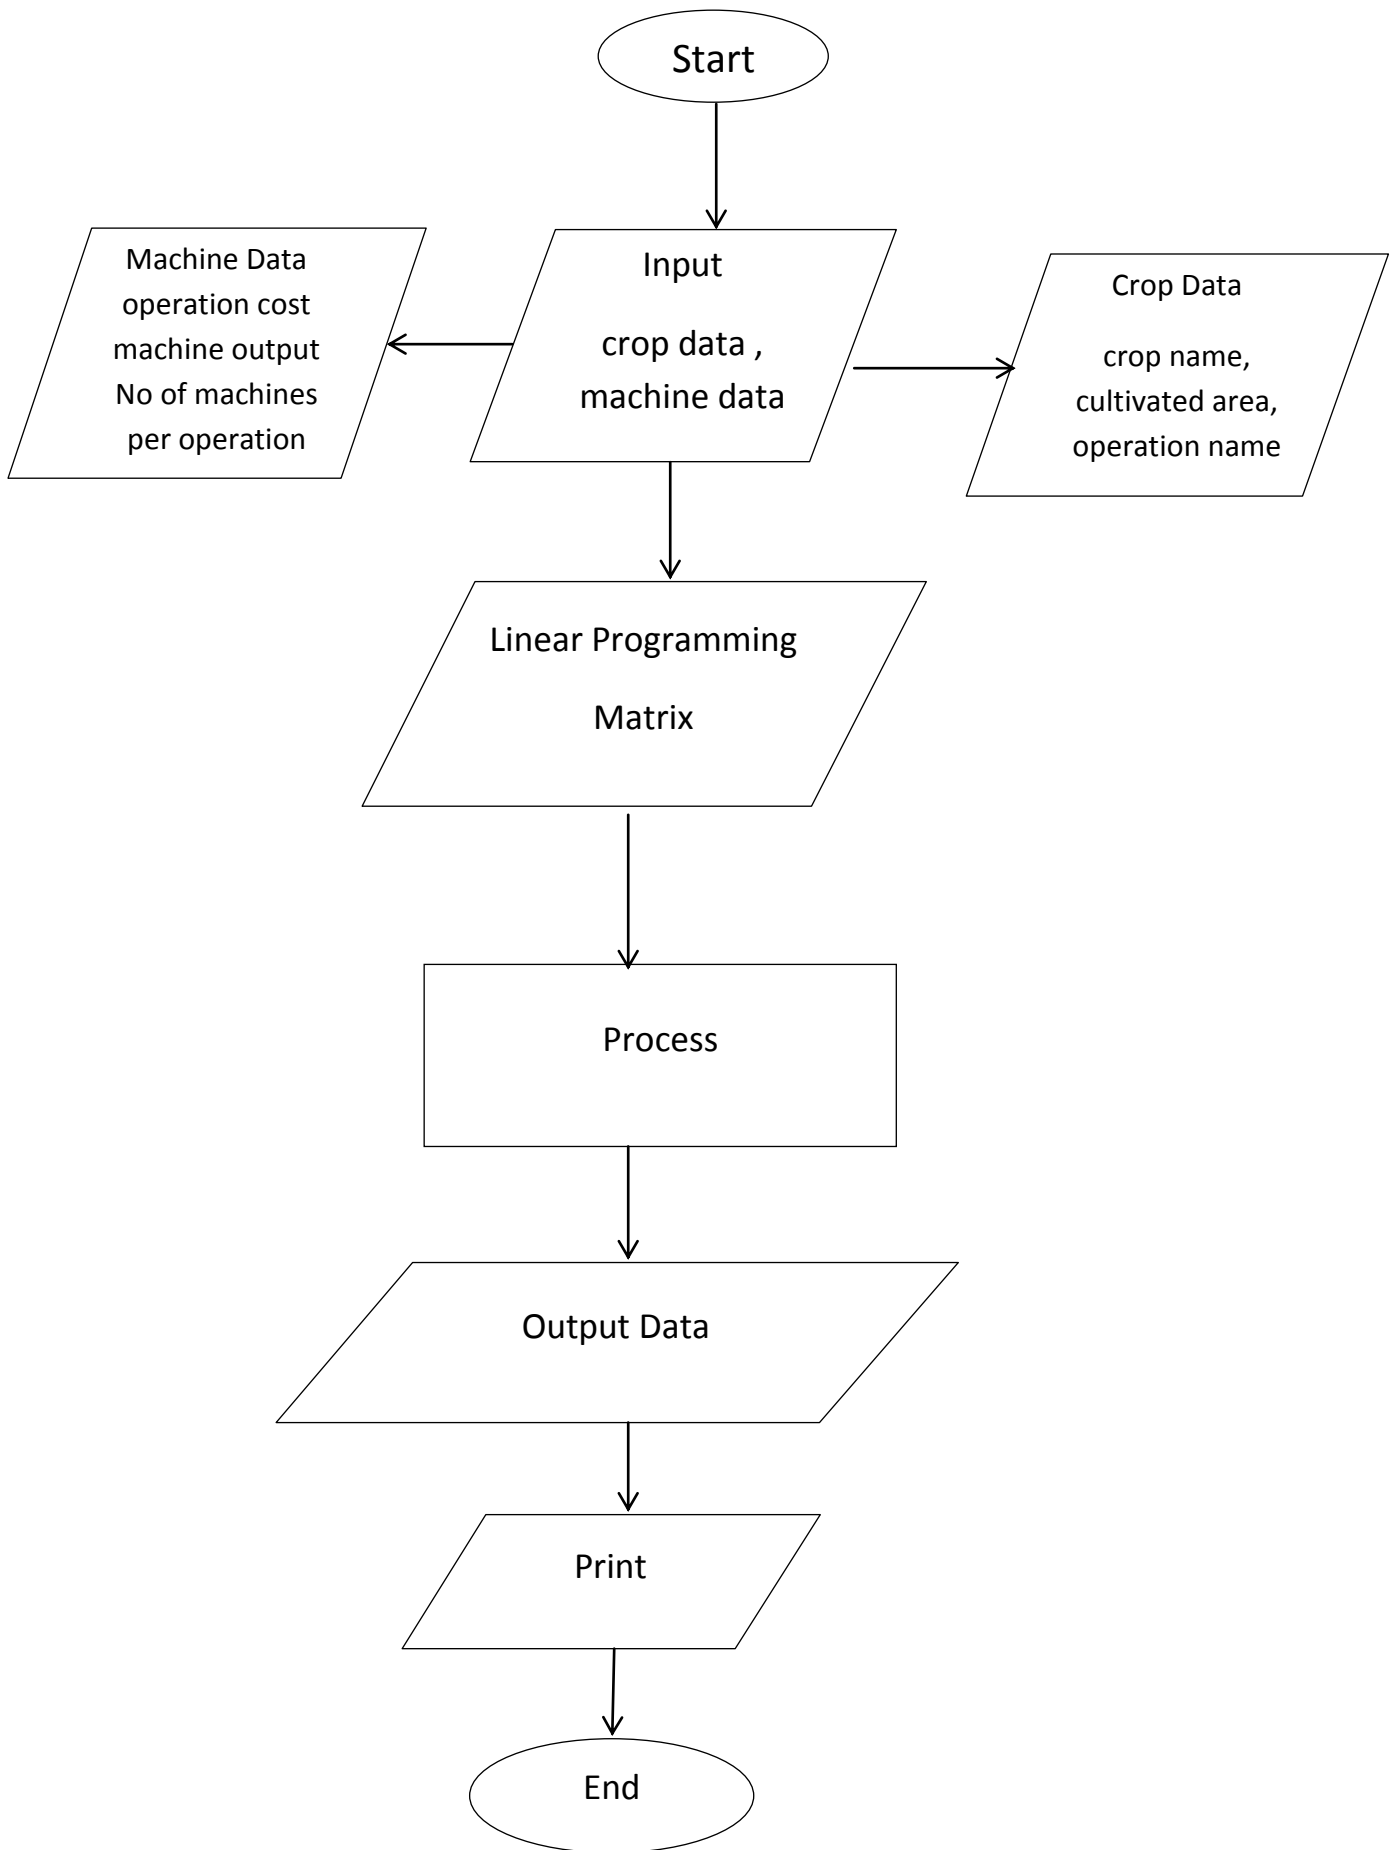 Start
Machine Data
operation cost
machine output
No of machines
per operation
Input
crop data ,
machine data
Crop Data
crop name,
cultivated area,
operation name
Linear Programming
Matrix
Process
Output Data
Print
End